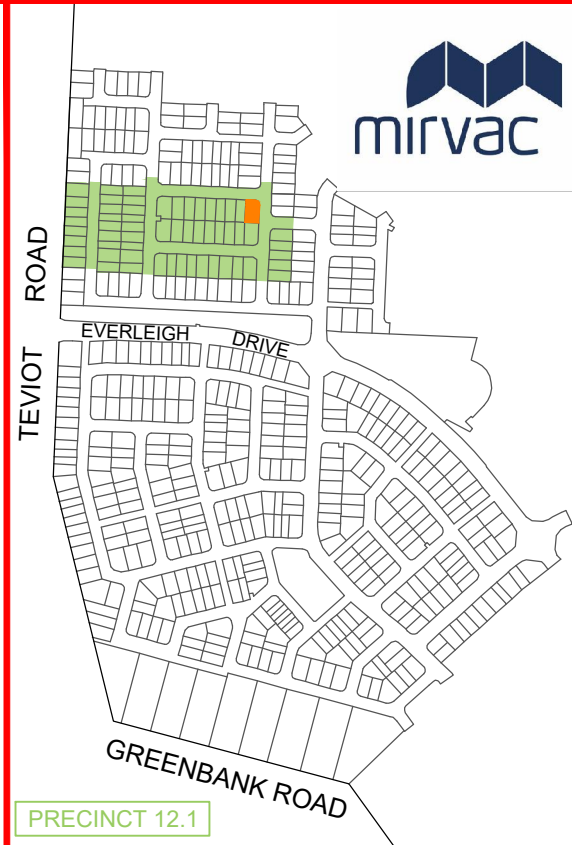 mirvac
TEVIOT ROAD
EVERLEIGH DRIVE
GREENBANK ROAD
PRECINCT 12.1